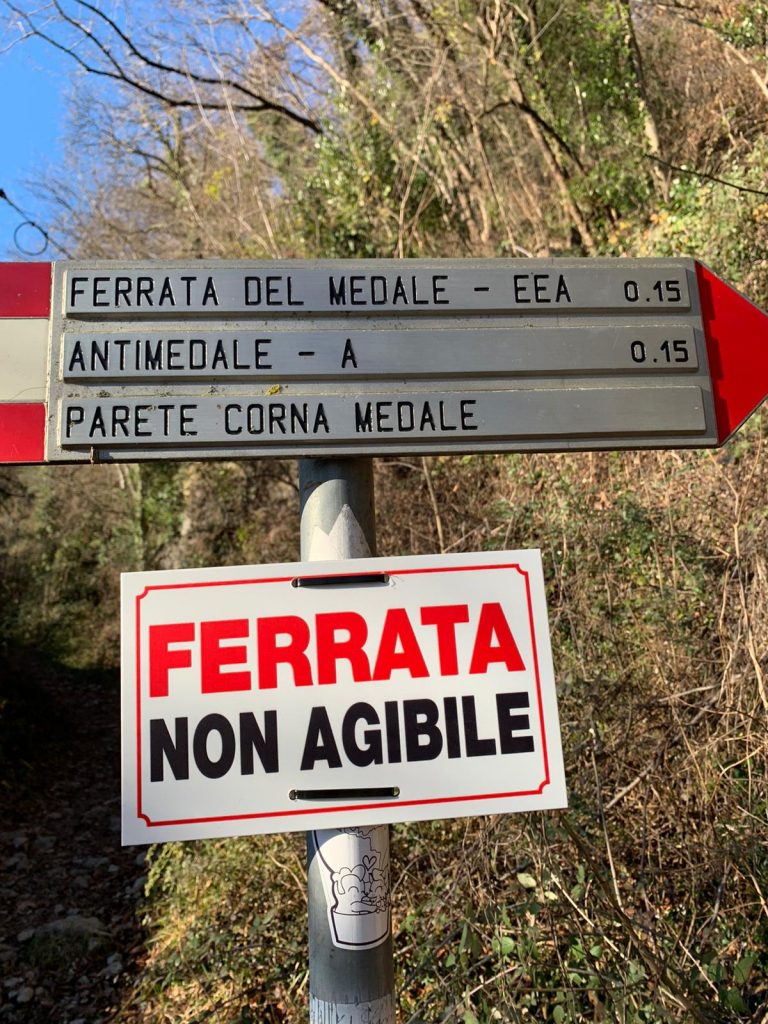 FERRATA DEL MEDALE - EEA 0.15
ANTIMEDALE - A 0.15
PARETE CORNA MEDALE
FERRATA
NON AGIBILE